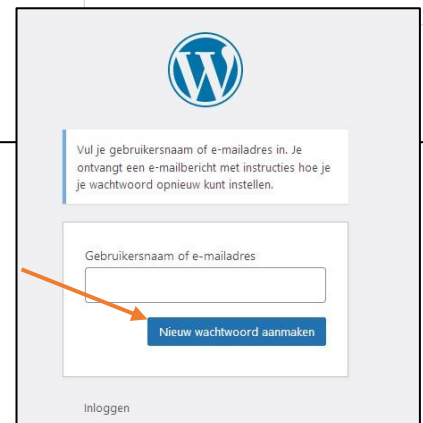 Vul je gebruikersnaam of e-mailadres in. Je
ontvangt een e-mailbericht met instructies hoe je
je wachtwoord opnieuw kunt instellen.
Gebruikersnaam of e-mailadres
Nieuw wachtwoord aanmaken
Inloggen